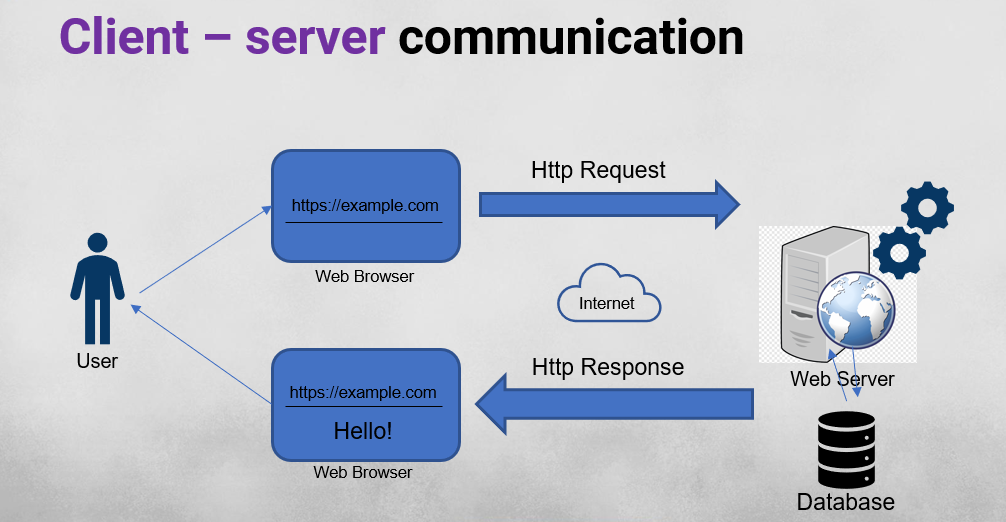 Client – server communication
Http Request
https://example.com
Web Browser
Internet
User
Http Response
Web Server
https://example.com
Hello!
Web Browser
Database